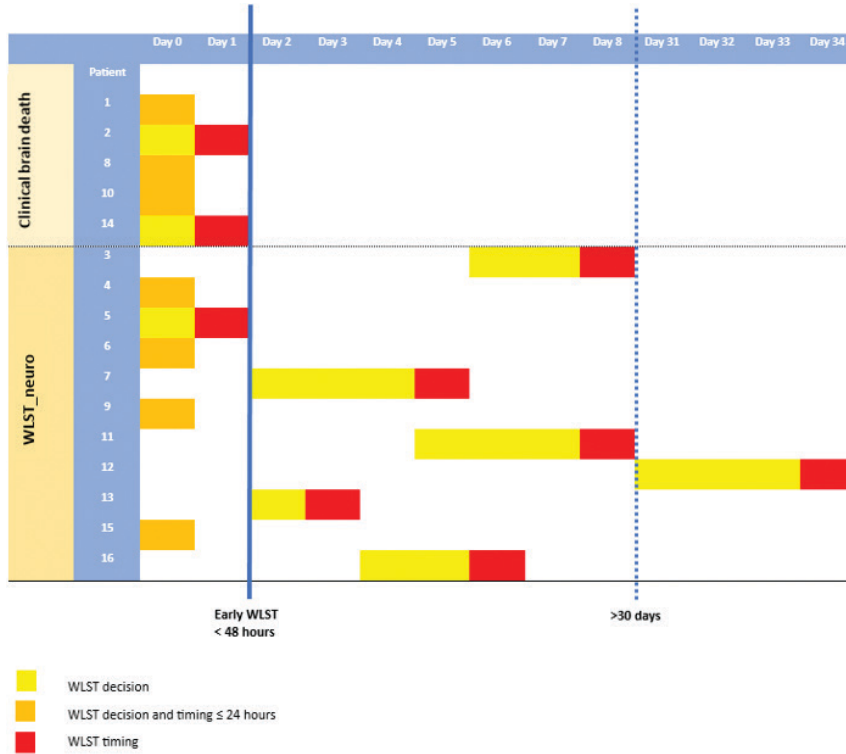 Day 0 Day 1 Day 2 Day 3 Day 4 Day 5 Day 6 Day 7 Day 8 Day 31 Day 32 Day 33 Day 34
Patient
Clinical brain death
1
2
8
10
14
WLST_neuro
3
4
5
6
7
9
11
12
13
15
16
Early WLST
< 48 hours
>30 days
WLST decision
WLST decision and timing ≤ 24 hours
WLST timing